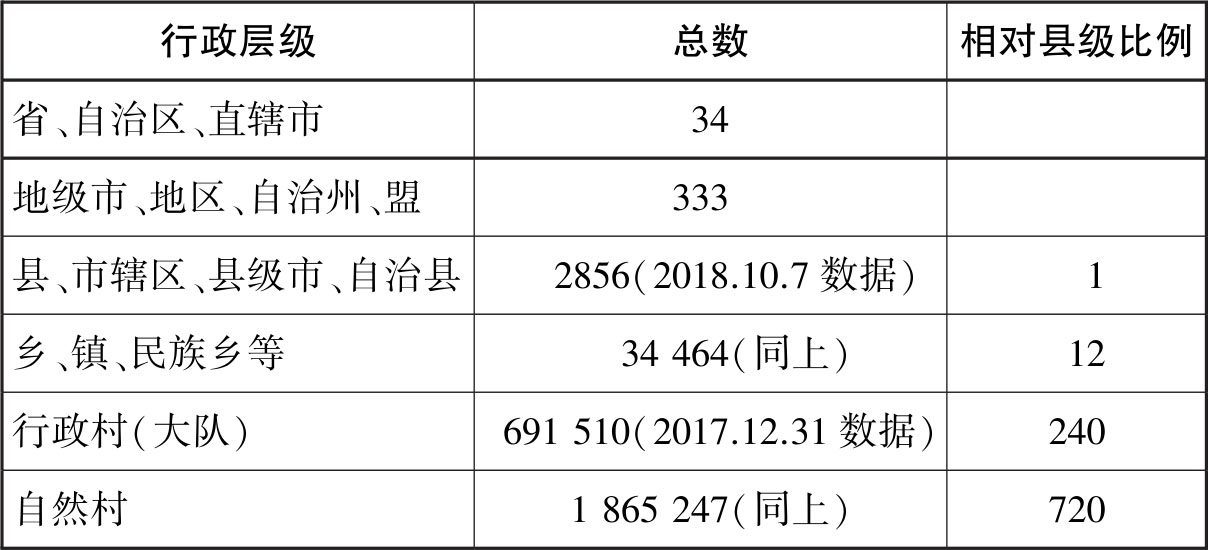 行政层级 总数 相对县级比例
省、自治区、直辖市 34
地级市、地区、自治州、盟 333
县、市辖区、县级市、自治县 2856(2018.10.7 数据) 1
乡、镇、民族乡等 34 464(同上) 12
行政村(大队) 691 510(2017.12.31 数据) 240
自然村 1 865 247(同上) 720